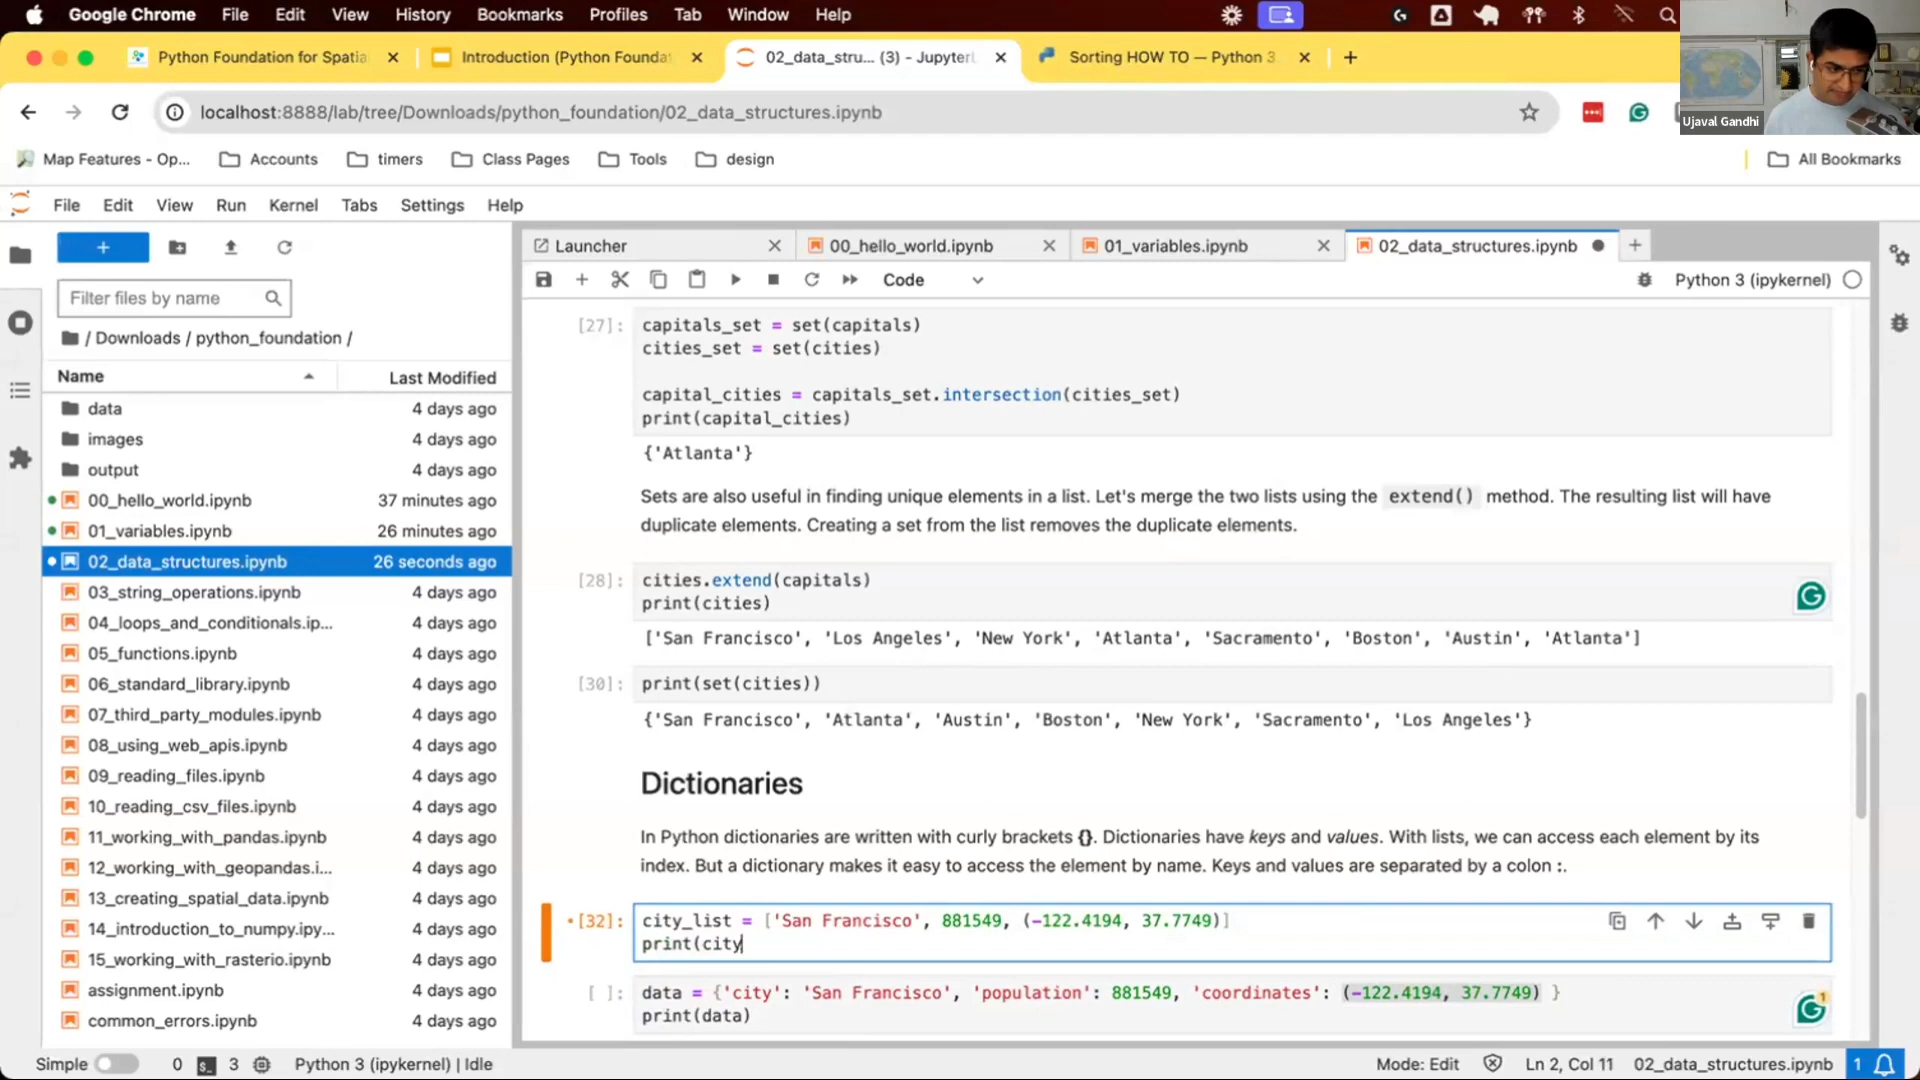 Google Chrome File Edit View History Bookmarks Profiles Tab Window Help
Python Foundation for Spatia
Introduction (Python Founda
02_data_stru... (3) - Jupyter
Sorting HOW TO — Python 3
localhost:8888/lab/tree/Downloads/python_foundation/02_data_structures.ipynb
Ujaval Gandhi
Map Features - Op... Accounts timers Class Pages Tools design All Bookmarks
File Edit View Run Kernel Tabs Settings Help
Launcher 00_hello_world.ipynb 01_variables.ipynb 02_data_structures.ipynb
Code Python 3 (ipykernel)
Filter files by name
/ Downloads / python_foundation /
Name Last Modified
data 4 days ago
images 4 days ago
output 4 days ago
00_hello_world.ipynb 37 minutes ago
01_variables.ipynb 26 minutes ago
02_data_structures.ipynb 26 seconds ago
03_string_operations.ipynb 4 days ago
04_loops_and_conditionals.ip... 4 days ago
05_functions.ipynb 4 days ago
06_standard_library.ipynb 4 days ago
07_third_party_modules.ipynb 4 days ago
08_using_web_apis.ipynb 4 days ago
09_reading_files.ipynb 4 days ago
10_reading_csv_files.ipynb 4 days ago
11_working_with_pandas.ipynb 4 days ago
12_working_with_geopandas.i... 4 days ago
13_creating_spatial_data.ipynb 4 days ago
14_introduction_to_numpy.ipy... 4 days ago
15_working_with_rasterio.ipynb 4 days ago
assignment.ipynb 4 days ago
common_errors.ipynb 4 days ago
[27]: capitals_set = set(capitals)
cities_set = set(cities)
capital_cities = capitals_set.intersection(cities_set)
print(capital_cities)
{'Atlanta'}
Sets are also useful in finding unique elements in a list. Let's merge the two lists using the extend() method. The resulting list will have
duplicate elements. Creating a set from the list removes the duplicate elements.
[28]: cities.extend(capitals)
print(cities)
['San Francisco', 'Los Angeles', 'New York', 'Atlanta', 'Sacramento', 'Boston', 'Austin', 'Atlanta']
[30]: print(set(cities))
{'San Francisco', 'Atlanta', 'Austin', 'Boston', 'New York', 'Sacramento', 'Los Angeles'}
Dictionaries
In Python dictionaries are written with curly brackets {}. Dictionaries have keys and values. With lists, we can access each element by its
index. But a dictionary makes it easy to access the element by name. Keys and values are separated by a colon :.
[32]: city_list = ['San Francisco', 881549, (-122.4194, 37.7749)]
print(city
[ ]: data = {'city': 'San Francisco', 'population': 881549, 'coordinates': (-122.4194, 37.7749) }
print(data)
1
Simple 0 3 Python 3 (ipykernel) | Idle Mode: Edit Ln 2, Col 11 02_data_structures.ipynb 1